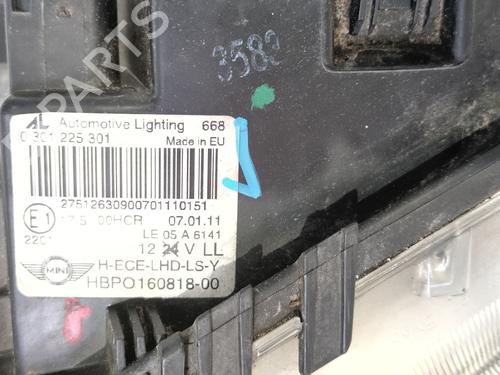 PARTS
3582
AL Automotive Lighting 668
0 301 225 301 Made in EU
27512630900701110151
E1 17.5 00HCR 07.01.11
2201 LE 05 A 6141
12 24 V LL
MINI H-ECE-LHD-LS-Y
HBPO160818-00